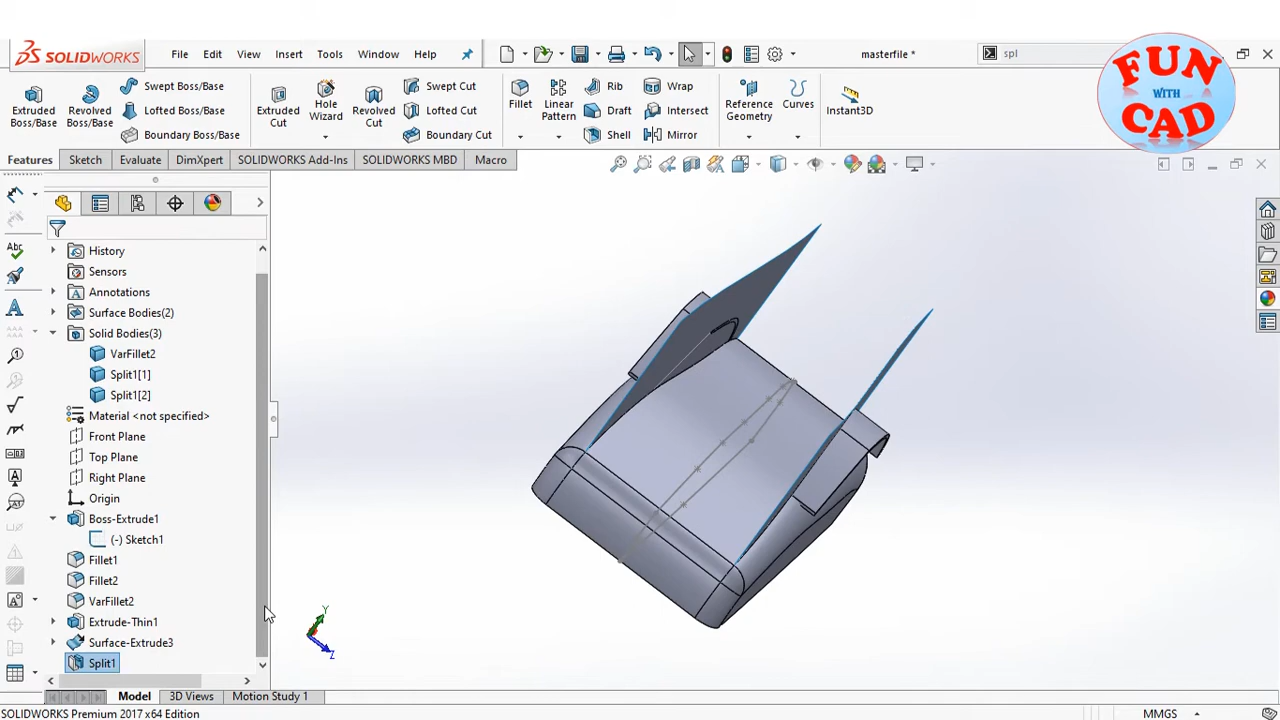 SOLIDWORKS File Edit View Insert Tools Window Help masterfile * spl
FUN
WITH
CAD
Extruded Boss/Base
Revolved Boss/Base
Swept Boss/Base
Lofted Boss/Base
Boundary Boss/Base
Extruded Cut
Hole Wizard
Revolved Cut
Swept Cut
Lofted Cut
Boundary Cut
Fillet
Linear Pattern
Rib
Draft
Shell
Wrap
Intersect
Mirror
Reference Geometry
Curves
Instant3D
Features Sketch Evaluate DimXpert SOLIDWORKS Add-Ins SOLIDWORKS MBD Macro
History
Sensors
Annotations
Surface Bodies(2)
Solid Bodies(3)
VarFillet2
Split1[1]
Split1[2]
Material <not specified>
Front Plane
Top Plane
Right Plane
Origin
Boss-Extrude1
(-) Sketch1
Fillet1
Fillet2
VarFillet2
Extrude-Thin1
Surface-Extrude3
Split1
Abc
Y
Z
Model 3D Views Motion Study 1
SOLIDWORKS Premium 2017 x64 Edition MMGS